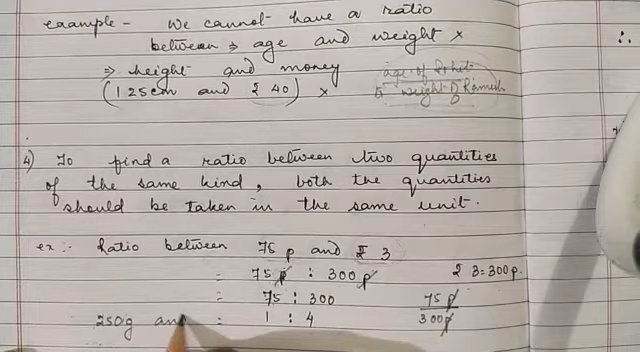 example - We cannot have a ratio
between ⇒ age and weight ×
⇒ height and money
(125cm and ₹ 40) ×
age of Rohit
to weight of Ramesh
4) To find a ratio between two quantities
of the same kind, both the quantities
should be taken in the same unit.
ex :- Ratio between 75 p and ₹ 3
= 75 p : 300 p ₹ 3 = 300 p.
= 75 : 300 75 p
250g and = 1 : 4 300 p